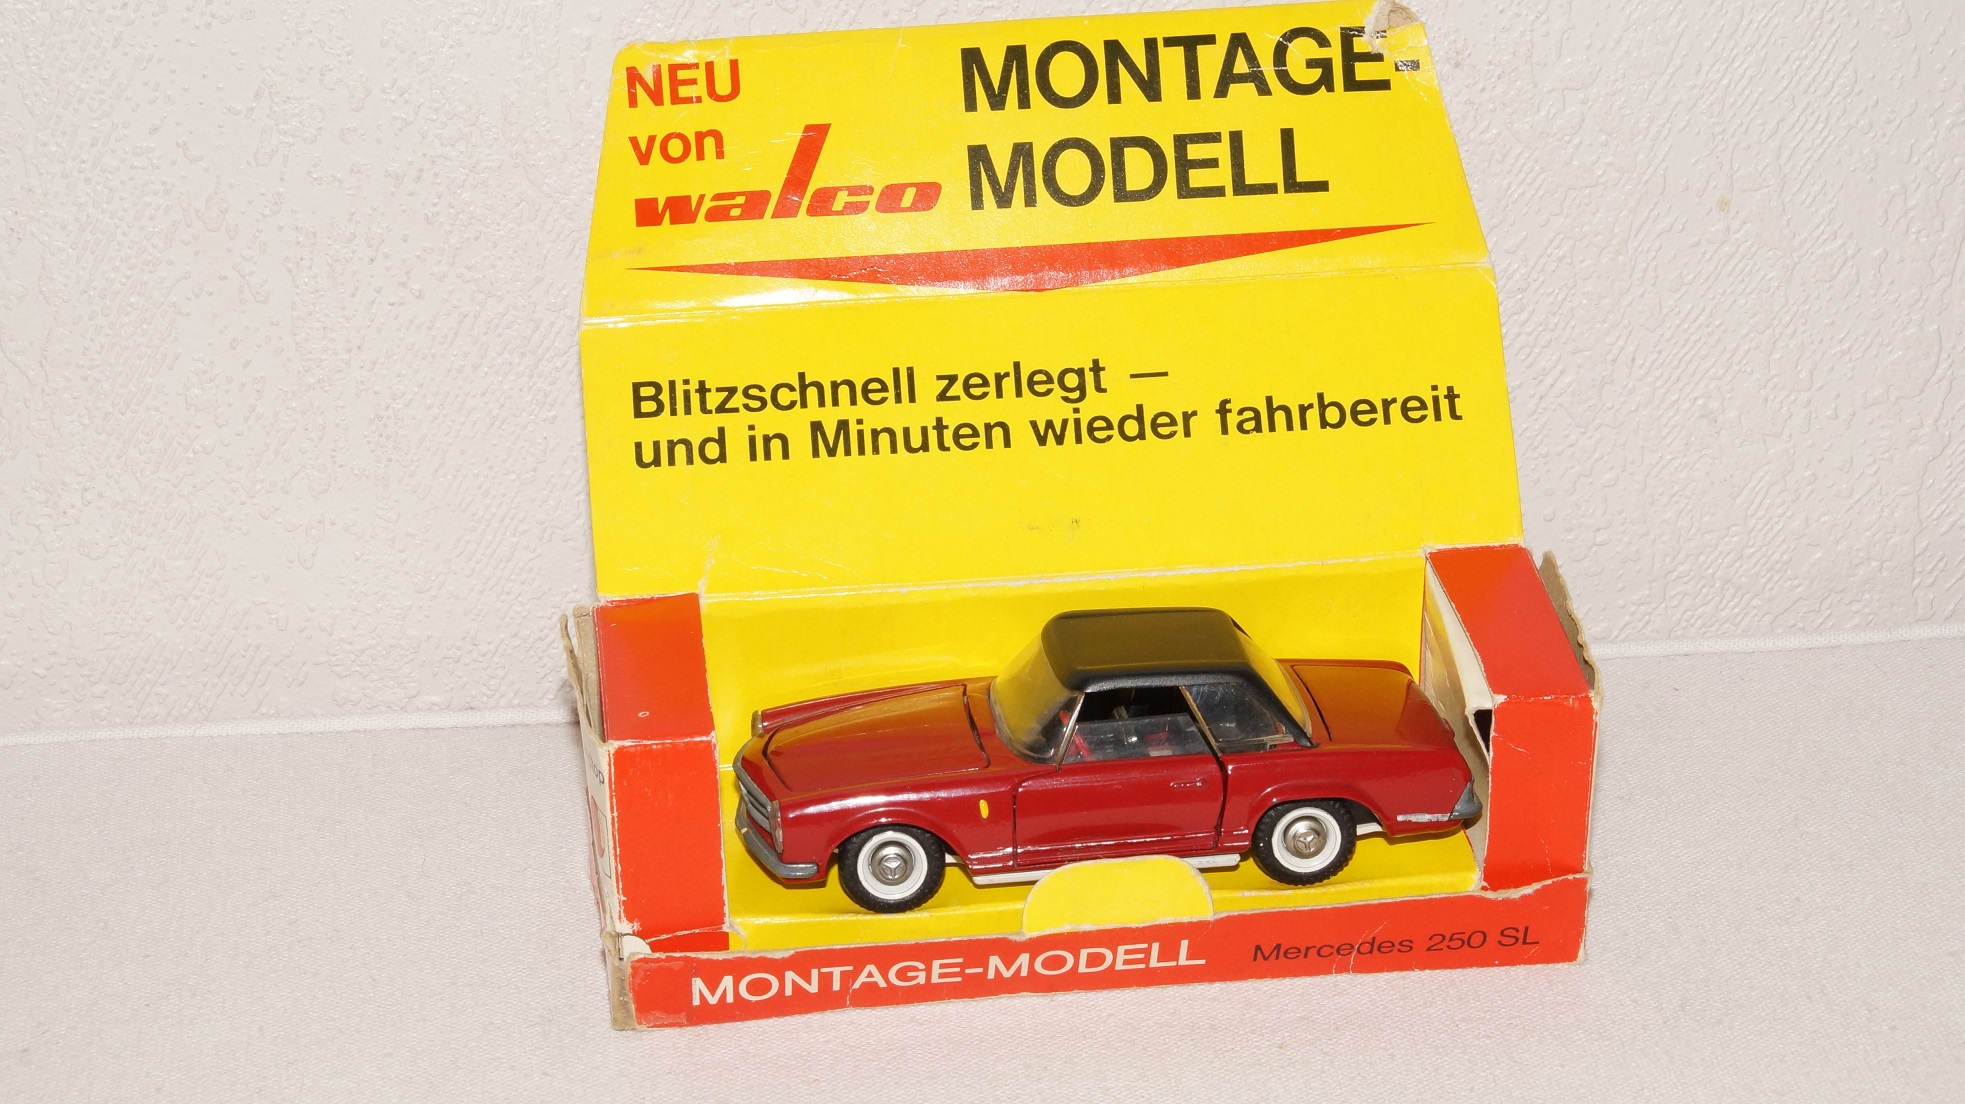 NEU
von
walco
MONTAGE-
MODELL
Blitzschnell zerlegt —
und in Minuten wieder fahrbereit
MONTAGE-MODELL Mercedes 250 SL